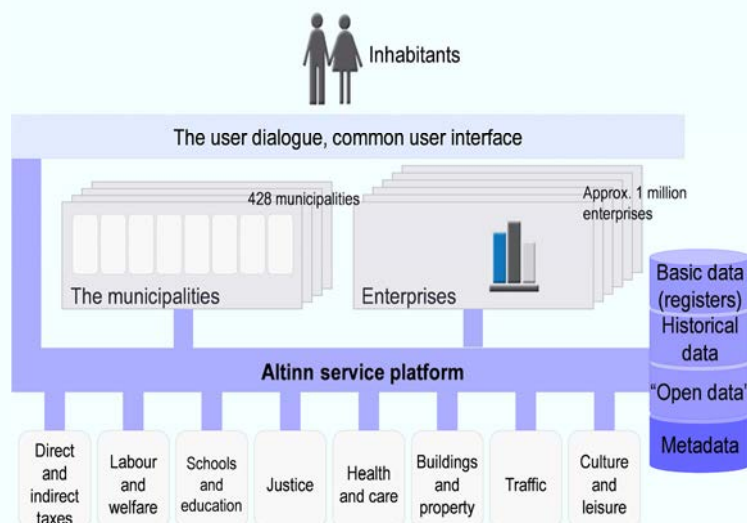 Inhabitants
The user dialogue, common user interface
428 municipalities
The municipalities
Approx. 1 million
enterprises
Enterprises
Basic data
(registers)
Historical
data
"Open data"
Metadata
Altinn service platform
Direct
and
indirect
taxes
Labour
and
welfare
Schools
and
education
Justice
Health
and care
Buildings
and
property
Traffic
Culture
and
leisure